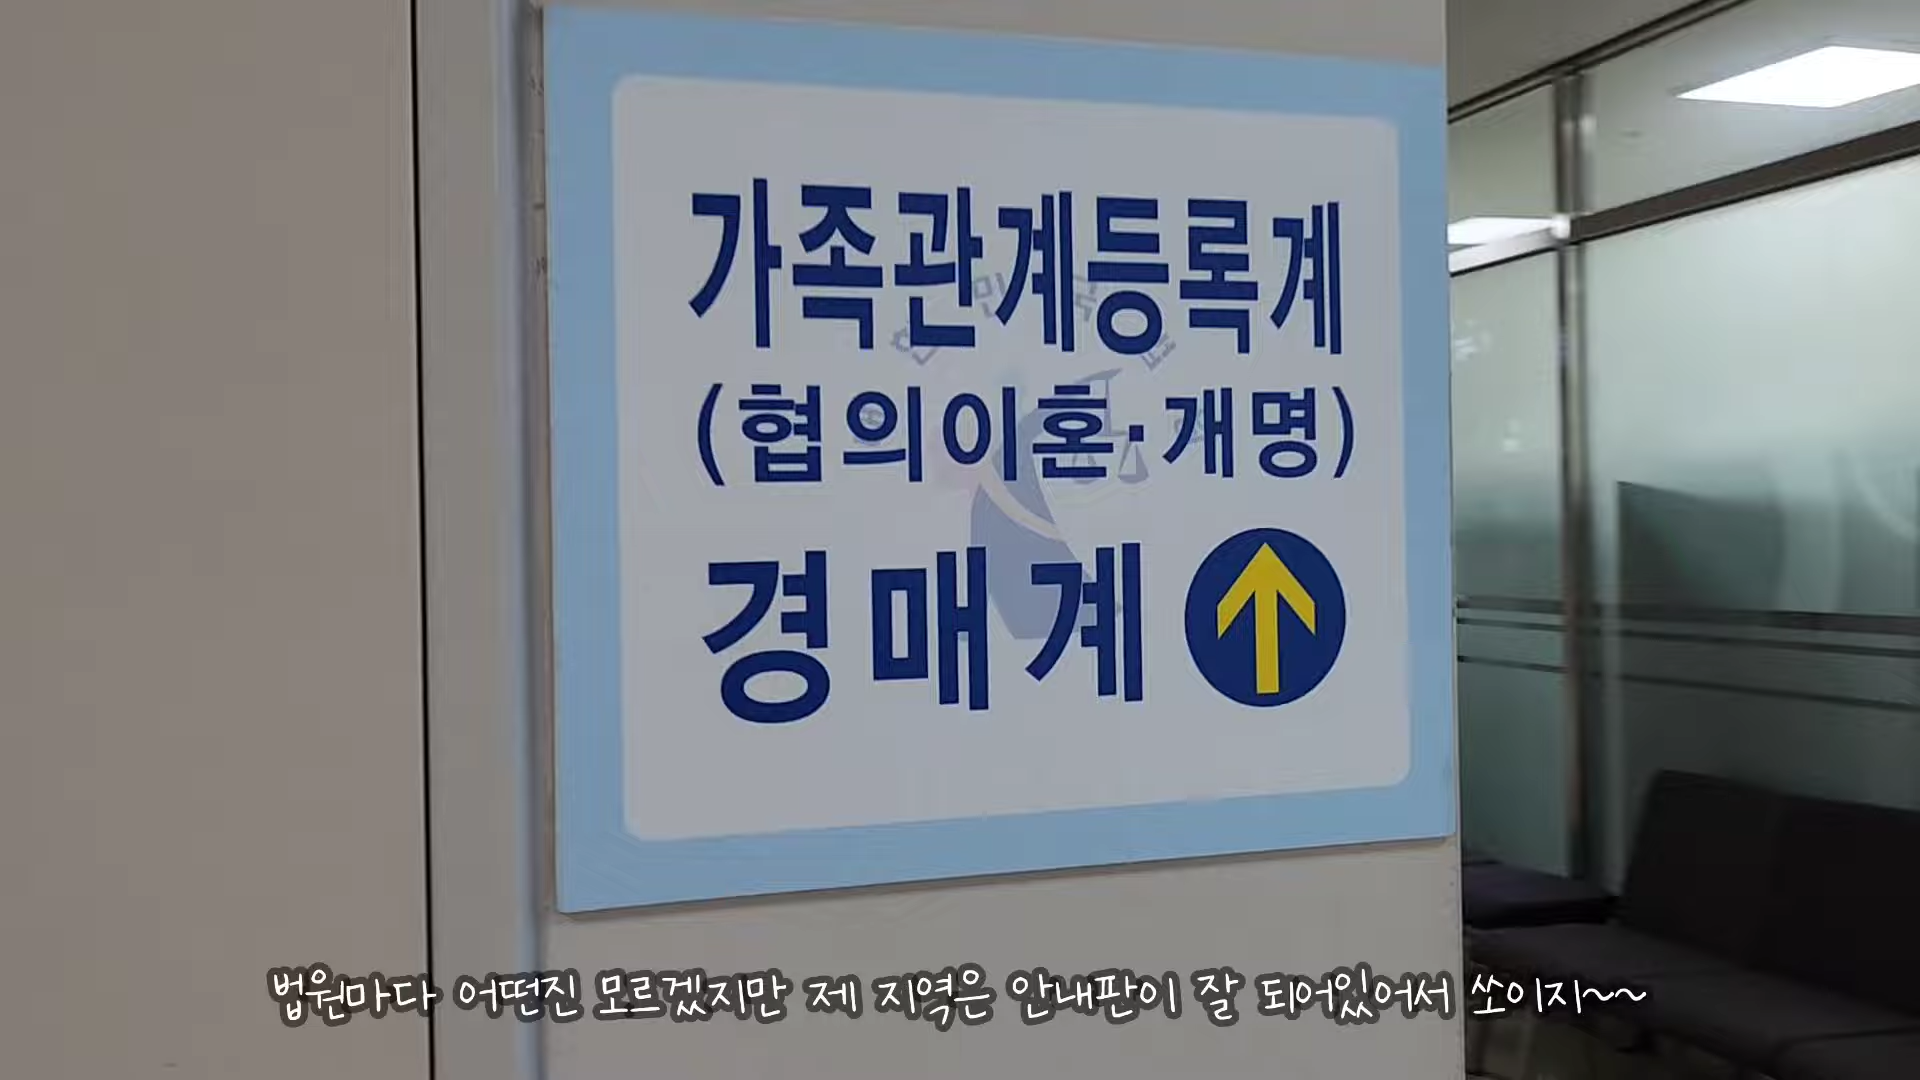 가족관계등록계
(협의이혼·개명)
경매계
법원마다 어떤진 모르겠지만 제 지역은 안내판이 잘 되어있어서 쏘이지~~